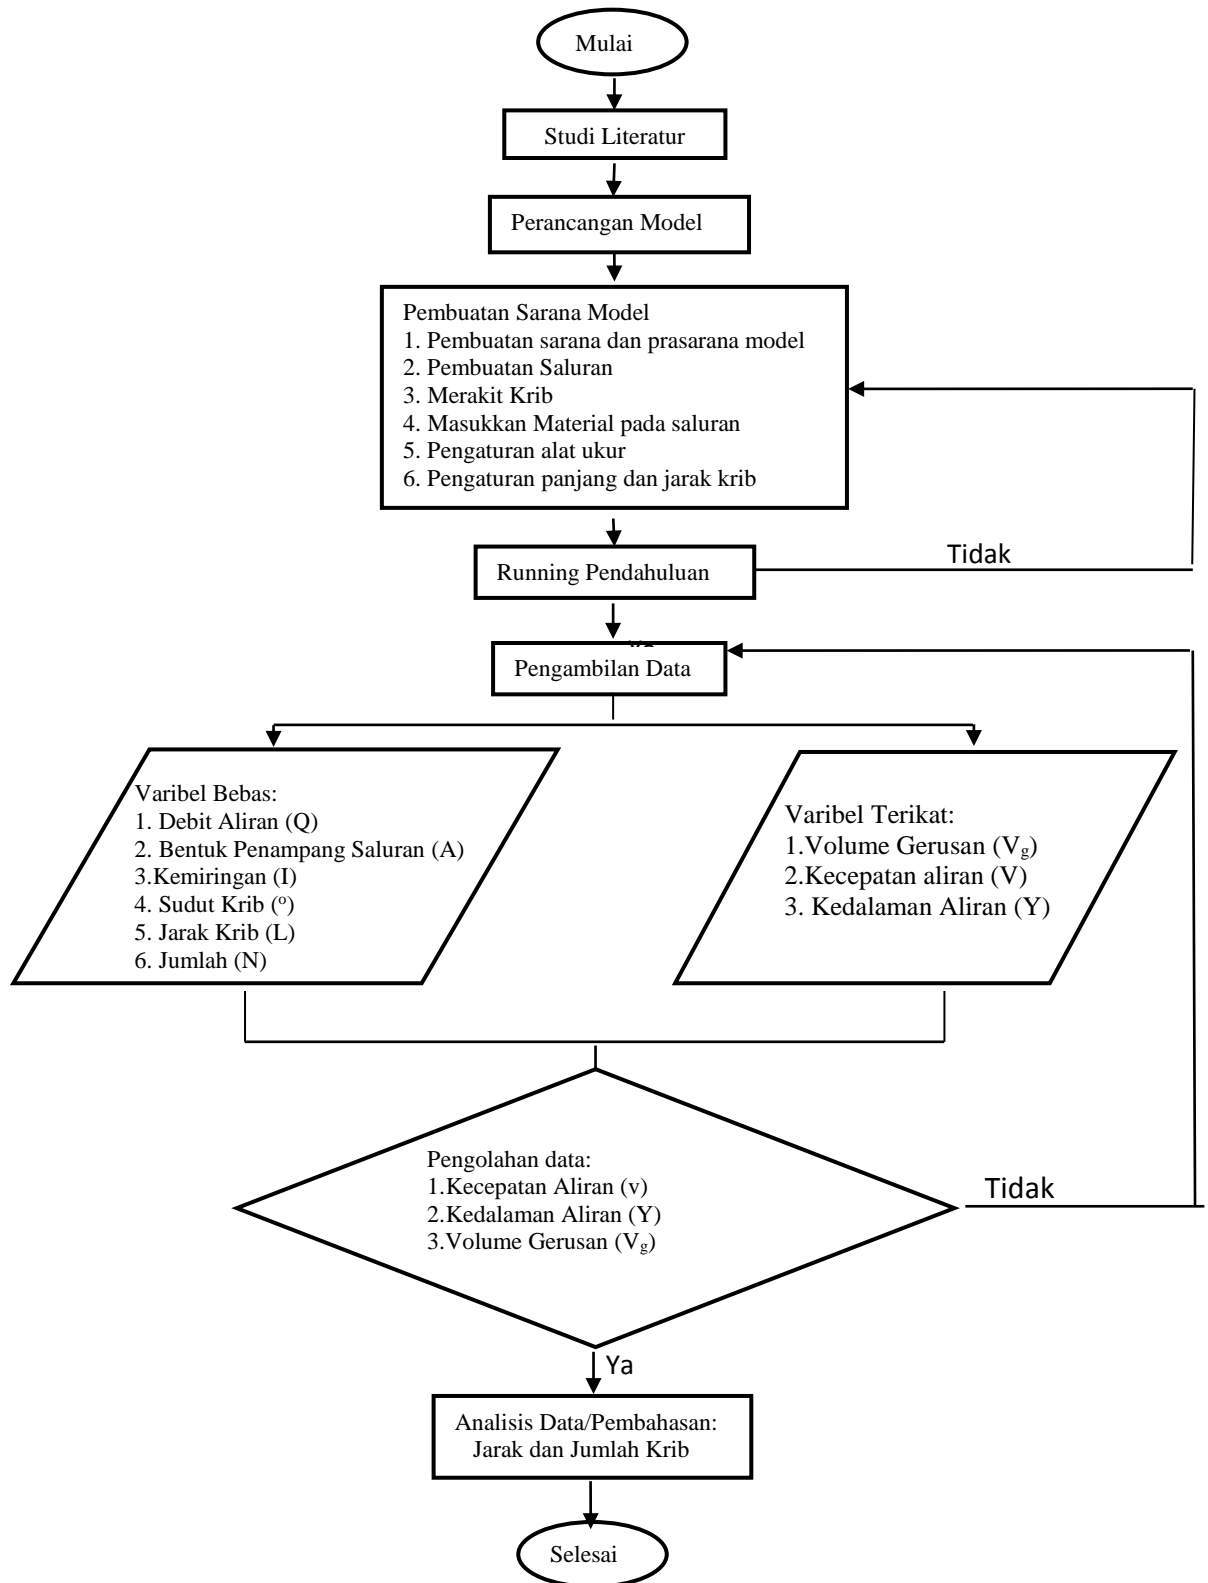 Mulai
Studi Literatur
Perancangan Model
Pembuatan Sarana Model
1. Pembuatan sarana dan prasarana model
2. Pembuatan Saluran
3. Merakit Krib
4. Masukkan Material pada saluran
5. Pengaturan alat ukur
6. Pengaturan panjang dan jarak krib
Running Pendahuluan
Tidak
Pengambilan Data
Varibel Bebas:
1. Debit Aliran (Q)
2. Bentuk Penampang Saluran (A)
3.Kemiringan (I)
4. Sudut Krib (º)
5. Jarak Krib (L)
6. Jumlah (N)
Varibel Terikat:
1.Volume Gerusan (Vg)
2.Kecepatan aliran (V)
3. Kedalaman Aliran (Y)
Pengolahan data:
1.Kecepatan Aliran (v)
2.Kedalaman Aliran (Y)
3.Volume Gerusan (Vg)
Tidak
Ya
Analisis Data/Pembahasan:
Jarak dan Jumlah Krib
Selesai